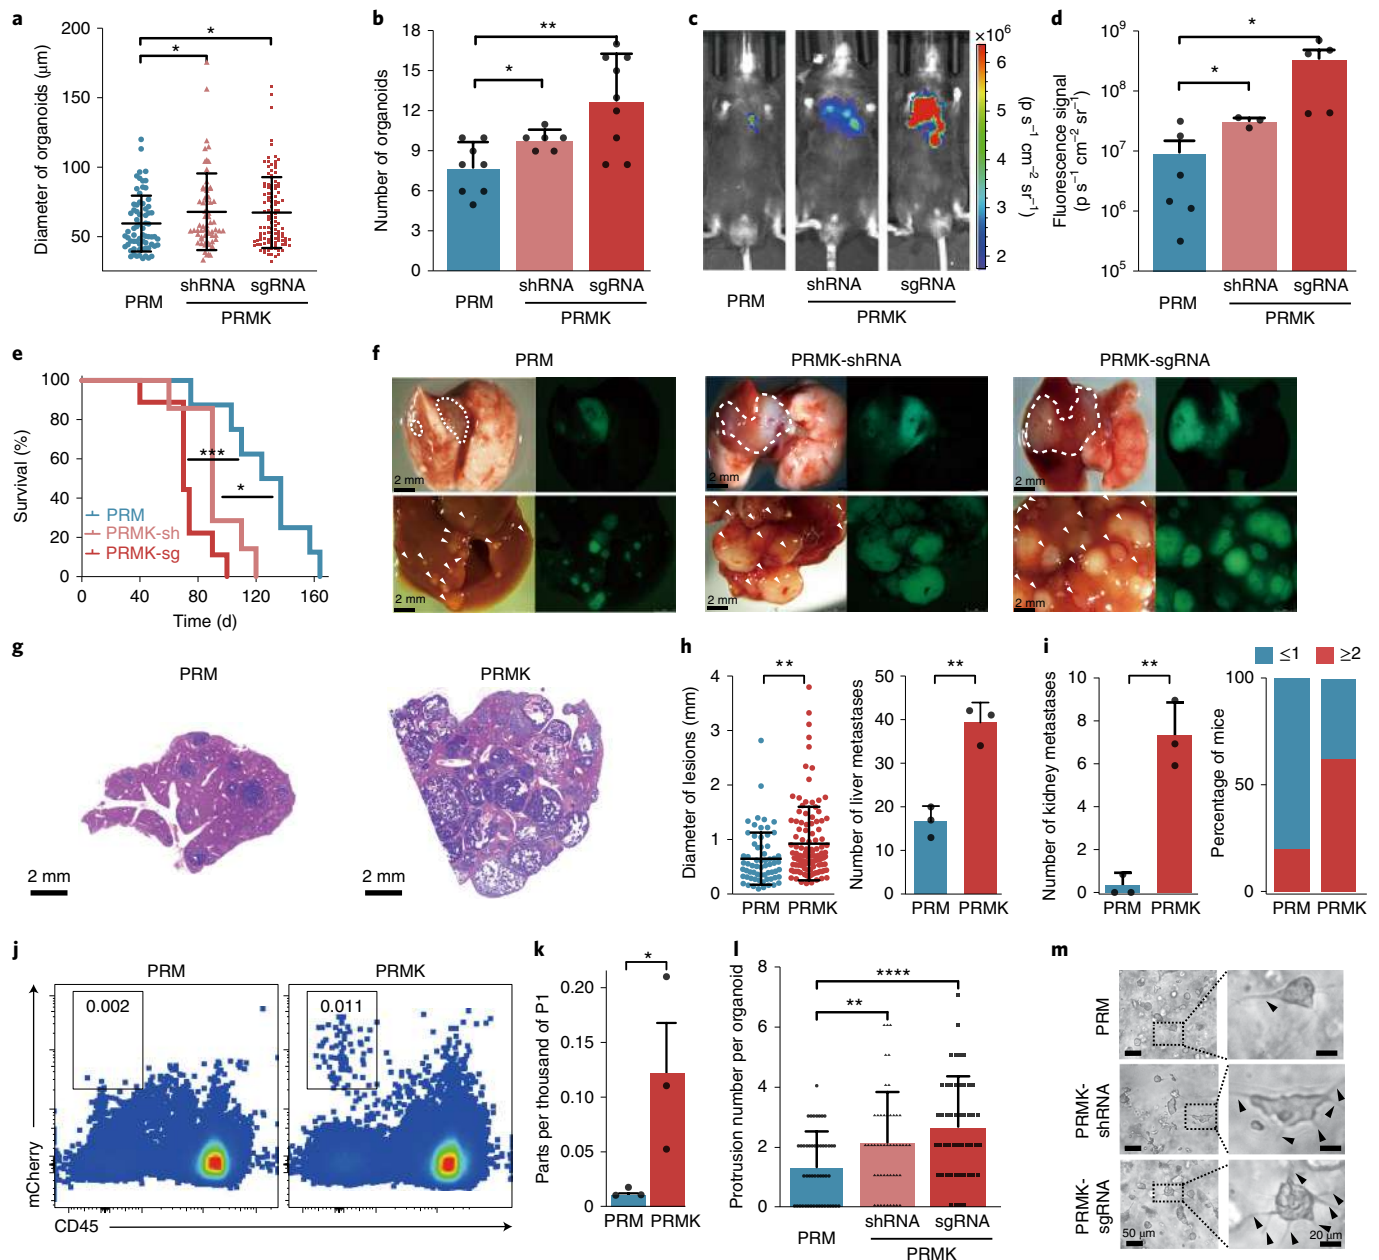 a
200
150
100
50
Diameter of organoids (μm)
*
*
PRM
shRNA
sgRNA
PRMK
b
18
15
12
9
6
3
0
Number of organoids
**
*
PRM
shRNA
sgRNA
PRMK
c
×10⁶
6
5
4
3
2
(p s⁻¹ cm⁻² sr⁻¹)
PRM
shRNA
sgRNA
PRMK
d
10⁹
10⁸
10⁷
10⁶
10⁵
Fluorescence signal
(p s⁻¹ cm⁻² sr⁻¹)
*
*
PRM
shRNA
sgRNA
PRMK
e
100
80
60
40
20
0
Survival (%)
***
*
PRM
PRMK-sh
PRMK-sg
0 40 80 120 160
Time (d)
f
PRM
PRMK-shRNA
PRMK-sgRNA
2 mm
2 mm
2 mm
2 mm
2 mm
2 mm
g
PRM
PRMK
2 mm
2 mm
h
4
3
2
1
0
Diameter of lesions (mm)
**
PRM PRMK
50
40
30
20
10
0
Number of liver metastases
**
PRM PRMK
i
10
8
6
4
2
0
Number of kidney metastases
**
PRM PRMK
≤1 ≥2
100
50
0
Percentage of mice
PRM PRMK
j
PRM
PRMK
0.002
0.011
mCherry
CD45
k
0.20
0.15
0.10
0.05
0
Parts per thousand of P1
*
PRM PRMK
l
8
6
4
2
0
Protrusion number per organoid
****
**
PRM
shRNA
sgRNA
PRMK
m
PRM
PRMK-
shRNA
PRMK-
sgRNA
50 μm
20 μm